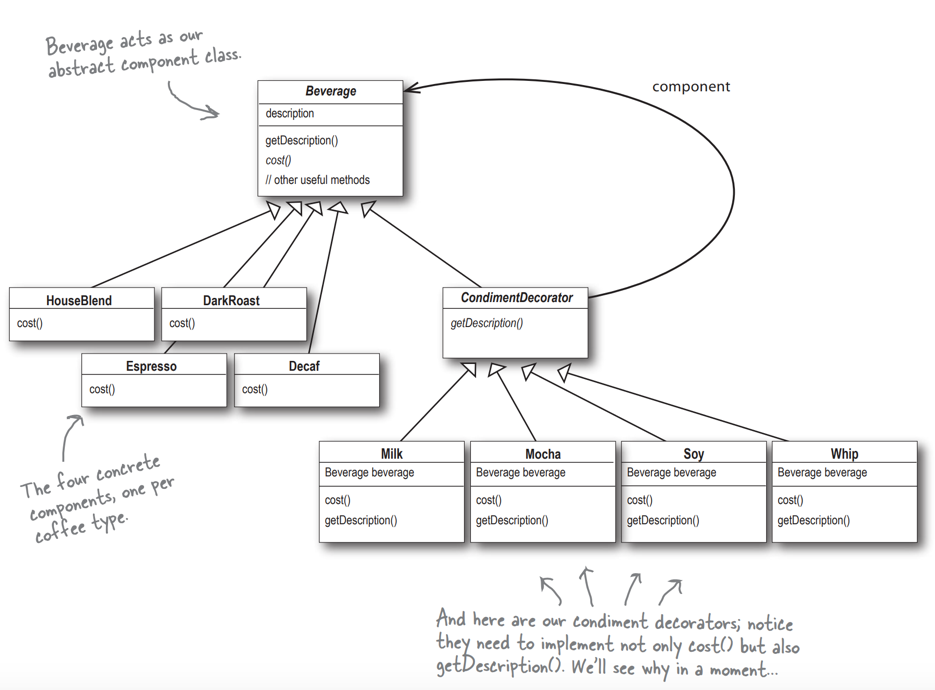 Beverage acts as our
abstract component class.
component
Beverage
description
getDescription()
cost()
// other useful methods
HouseBlend
cost()
DarkRoast
cost()
CondimentDecorator
getDescription()
Espresso
cost()
Decaf
cost()
The four concrete
components, one per
coffee type.
Milk
Beverage beverage
cost()
getDescription()
Mocha
Beverage beverage
cost()
getDescription()
Soy
Beverage beverage
cost()
getDescription()
Whip
Beverage beverage
cost()
getDescription()
And here are our condiment decorators; notice
they need to implement not only cost() but also
getDescription(). We'll see why in a moment...